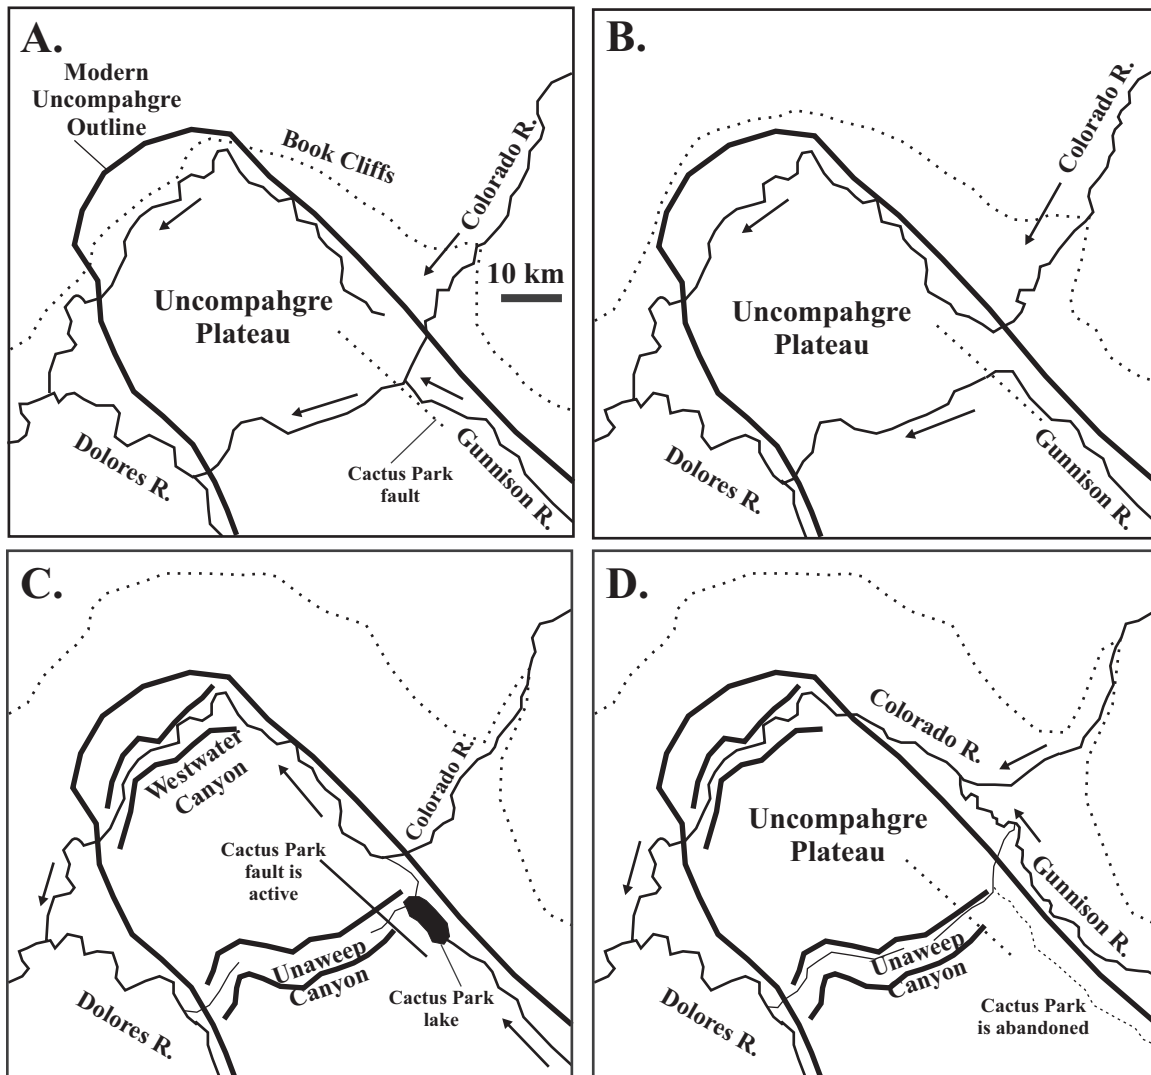 A.
Modern
Uncompahgre
Outline
Book Cliffs
Colorado R.
10 km
Uncompahgre
Plateau
Cactus Park
fault
Gunnison R.
Dolores R.
B.
Colorado R.
Uncompahgre
Plateau
Gunnison R.
Dolores R.
C.
Westwater
Canyon
Colorado R.
Cactus Park
fault is
active
Unaweep
Canyon
Cactus Park
lake
Dolores R.
D.
Colorado R.
Uncompahgre
Plateau
Gunnison R.
Unaweep
Canyon
Cactus Park
is abandoned
Dolores R.